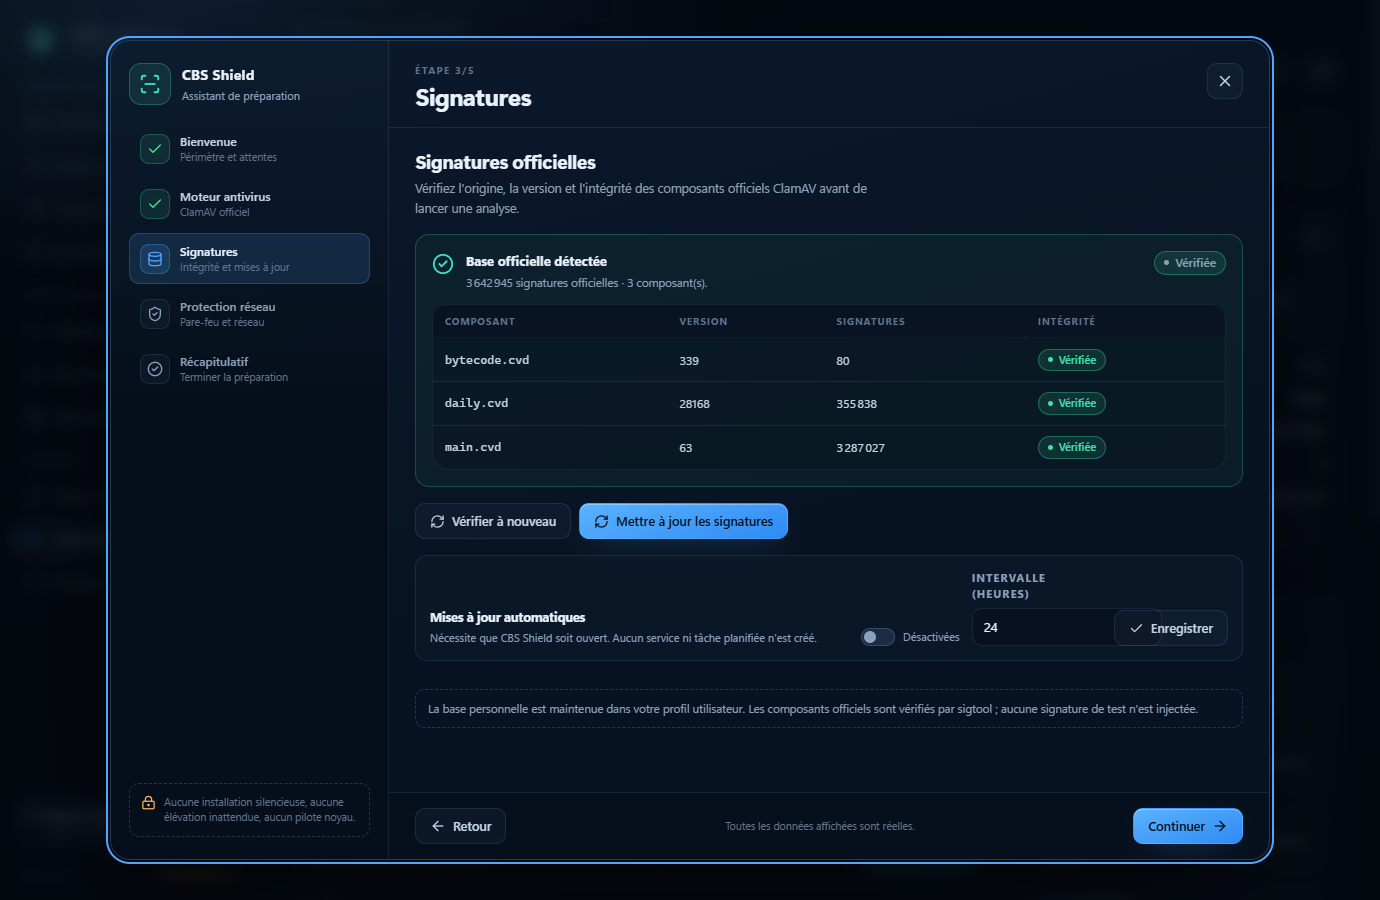 CBS Shield
Assistant de préparation
Bienvenue
Périmètre et attentes
Moteur antivirus
ClamAV officiel
Signatures
Intégrité et mises à jour
Protection réseau
Pare-feu et réseau
Récapitulatif
Terminer la préparation
Aucune installation silencieuse, aucune
élévation inattendue, aucun pilote noyau.
ÉTAPE 3/5
Signatures
Signatures officielles
Vérifiez l'origine, la version et l'intégrité des composants officiels ClamAV avant de
lancer une analyse.
Base officielle détectée
Vérifiée
3 642 945 signatures officielles · 3 composant(s).
COMPOSANT VERSION SIGNATURES INTÉGRITÉ
bytecode.cvd 339 80 Vérifiée
daily.cvd 28168 355 838 Vérifiée
main.cvd 63 3 287 027 Vérifiée
Vérifier à nouveau Mettre à jour les signatures
INTERVALLE
(HEURES)
Mises à jour automatiques
Nécessite que CBS Shield soit ouvert. Aucun service ni tâche planifiée n'est créé.
Désactivées
24
Enregistrer
La base personnelle est maintenue dans votre profil utilisateur. Les composants officiels sont vérifiés par sigtool ; aucune signature de test n'est injectée.
Retour
Toutes les données affichées sont réelles.
Continuer